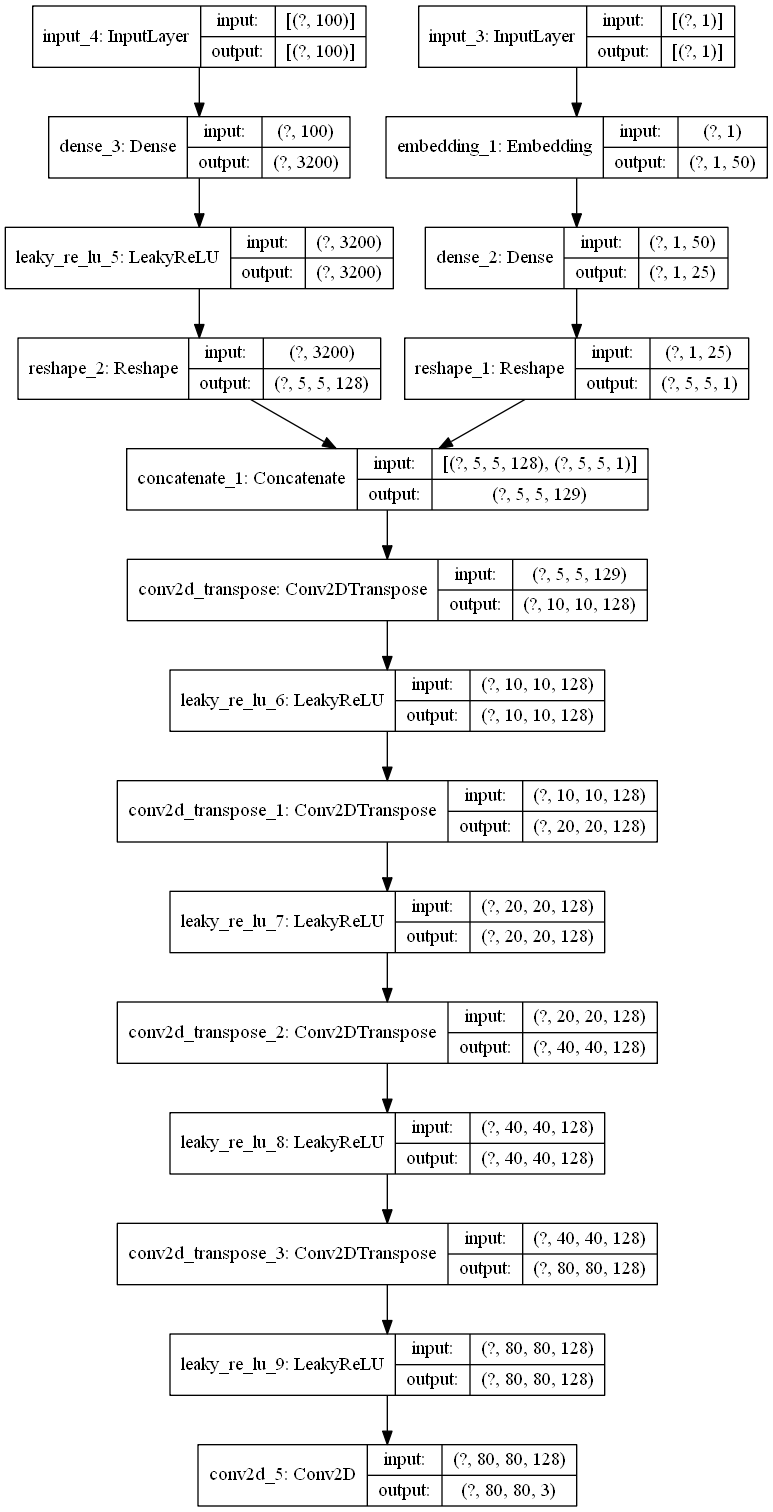 input_4: InputLayer
input: [(?, 100)]
output: [(?, 100)]
input_3: InputLayer
input: [(?, 1)]
output: [(?, 1)]
dense_3: Dense
input: (?, 100)
output: (?, 3200)
embedding_1: Embedding
input: (?, 1)
output: (?, 1, 50)
leaky_re_lu_5: LeakyReLU
input: (?, 3200)
output: (?, 3200)
dense_2: Dense
input: (?, 1, 50)
output: (?, 1, 25)
reshape_2: Reshape
input: (?, 3200)
output: (?, 5, 5, 128)
reshape_1: Reshape
input: (?, 1, 25)
output: (?, 5, 5, 1)
concatenate_1: Concatenate
input: [(?, 5, 5, 128), (?, 5, 5, 1)]
output: (?, 5, 5, 129)
conv2d_transpose: Conv2DTranspose
input: (?, 5, 5, 129)
output: (?, 10, 10, 128)
leaky_re_lu_6: LeakyReLU
input: (?, 10, 10, 128)
output: (?, 10, 10, 128)
conv2d_transpose_1: Conv2DTranspose
input: (?, 10, 10, 128)
output: (?, 20, 20, 128)
leaky_re_lu_7: LeakyReLU
input: (?, 20, 20, 128)
output: (?, 20, 20, 128)
conv2d_transpose_2: Conv2DTranspose
input: (?, 20, 20, 128)
output: (?, 40, 40, 128)
leaky_re_lu_8: LeakyReLU
input: (?, 40, 40, 128)
output: (?, 40, 40, 128)
conv2d_transpose_3: Conv2DTranspose
input: (?, 40, 40, 128)
output: (?, 80, 80, 128)
leaky_re_lu_9: LeakyReLU
input: (?, 80, 80, 128)
output: (?, 80, 80, 128)
conv2d_5: Conv2D
input: (?, 80, 80, 128)
output: (?, 80, 80, 3)